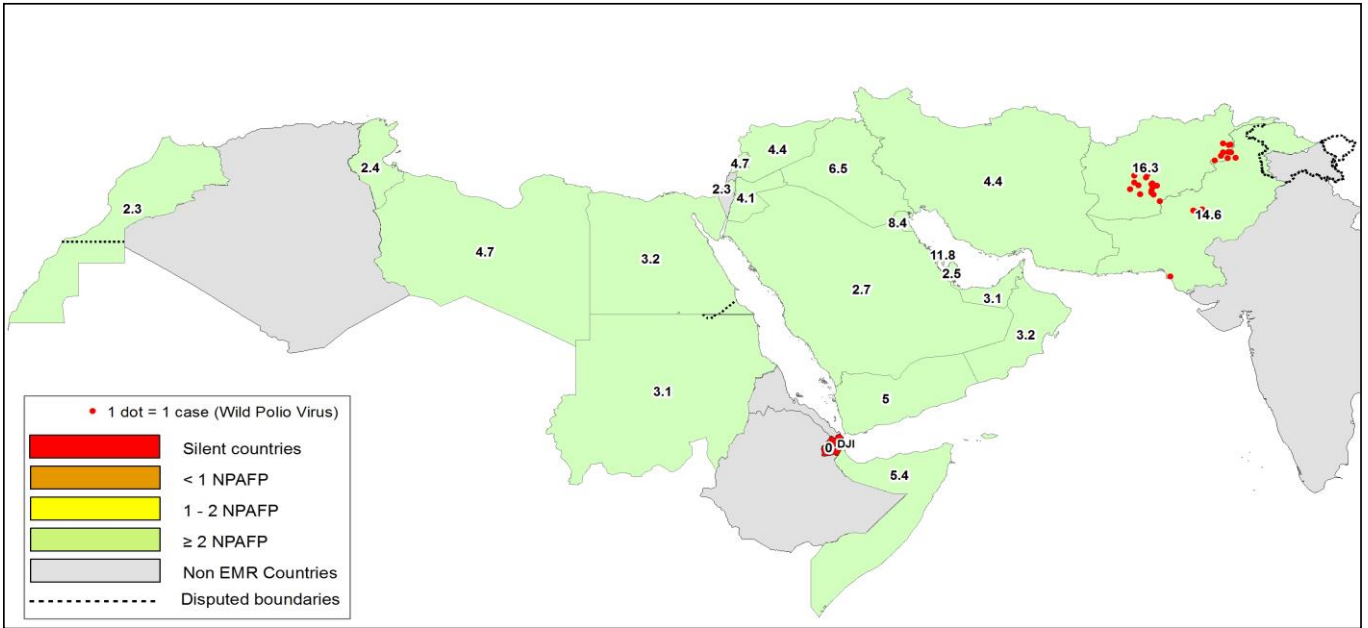 2.4
2.3
4.7
3.2
3.1
4.7
4.4
2.3
4.1
6.5
8.4
4.4
16.3
14.6
11.8
2.5
2.7
3.1
3.2
5
0
DJI
5.4
1 dot = 1 case (Wild Polio Virus)
Silent countries
< 1 NPAFP
1 - 2 NPAFP
≥ 2 NPAFP
Non EMR Countries
Disputed boundaries